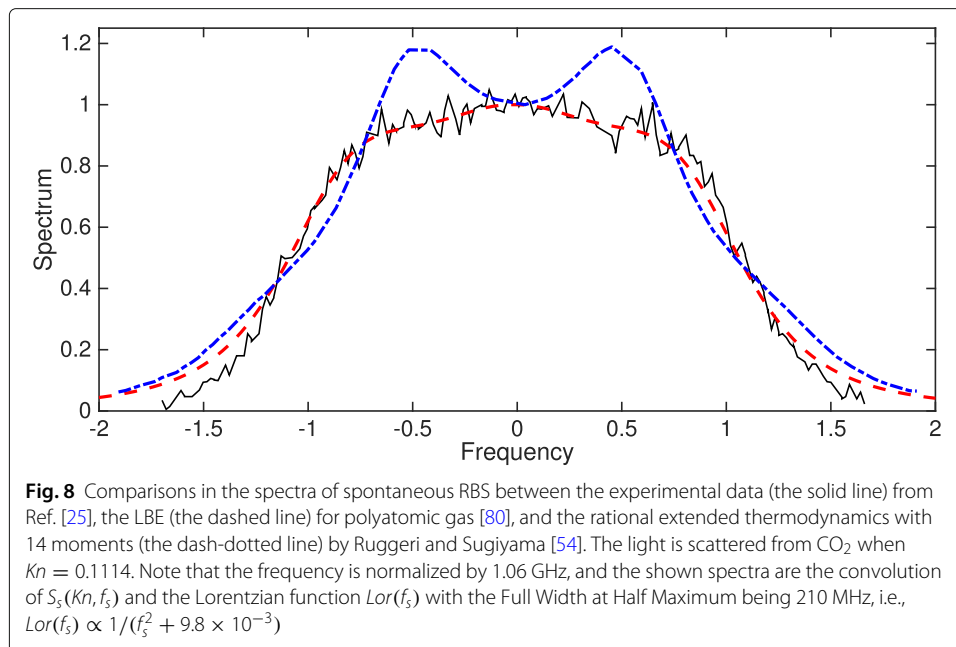 1.2
1
0.8
0.6
0.4
0.2
0
Spectrum
-2 -1.5 -1 -0.5 0 0.5 1 1.5 2
Frequency
Fig. 8 Comparisons in the spectra of spontaneous RBS between the experimental data (the solid line) from
Ref. [25], the LBE (the dashed line) for polyatomic gas [80], and the rational extended thermodynamics with
14 moments (the dash-dotted line) by Ruggeri and Sugiyama [54]. The light is scattered from CO₂ when
Kn = 0.1114. Note that the frequency is normalized by 1.06 GHz, and the shown spectra are the convolution
of Sₛ(Kn, fₛ) and the Lorentzian function Lor(fₛ) with the Full Width at Half Maximum being 210 MHz, i.e.,
Lor(fₛ) ∝ 1/(fₛ² + 9.8 × 10⁻³)